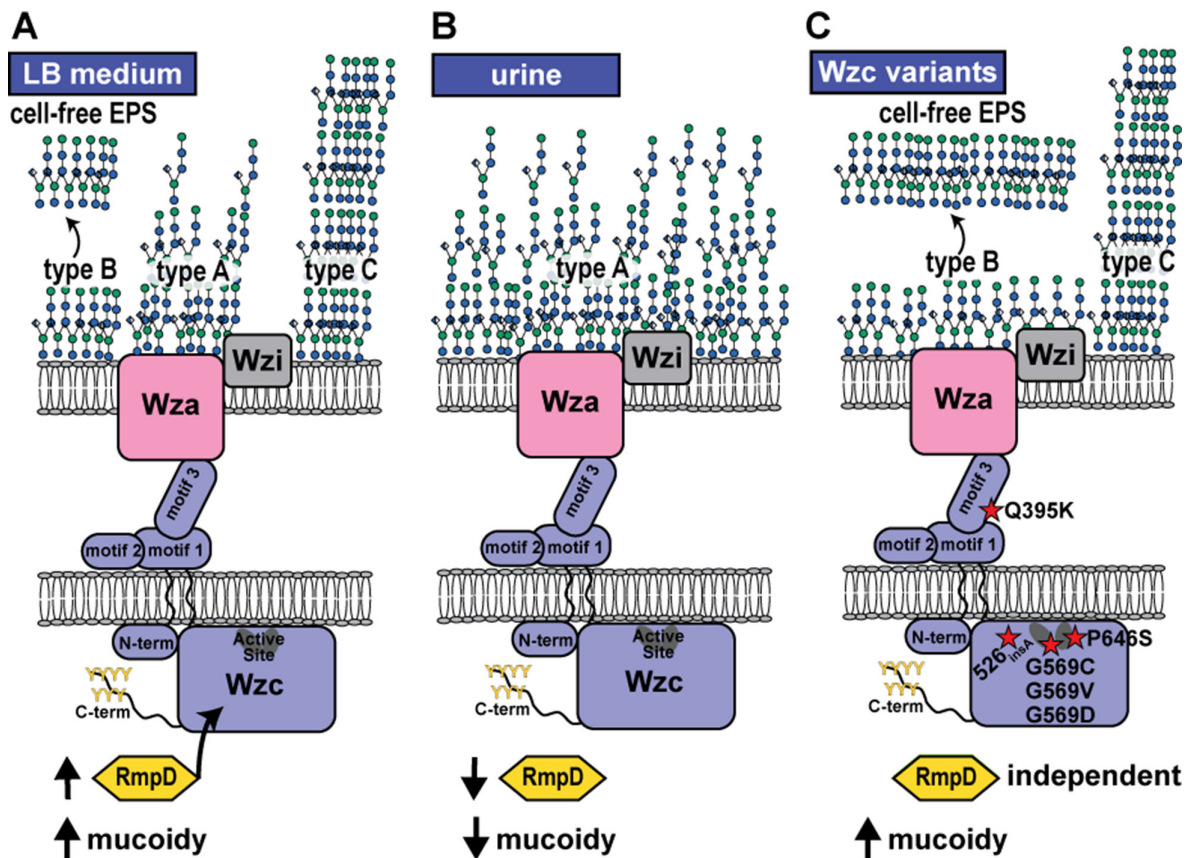 A
LB medium
cell-free EPS
type B
type A
type C
Wzi
Wza
motif 3
motif 2
motif 1
N-term
Active
Site
Wzc
YYYY
YYY
C-term
RmpD
mucoidy
B
urine
type A
Wzi
Wza
motif 3
motif 2
motif 1
N-term
Active
Site
Wzc
YYYY
YYY
C-term
RmpD
mucoidy
C
Wzc variants
cell-free EPS
type B
type C
Wzi
Wza
motif 3
Q395K
motif 2
motif 1
N-term
526insA
P646S
G569C
G569V
G569D
YYYY
YYY
C-term
RmpD independent
mucoidy